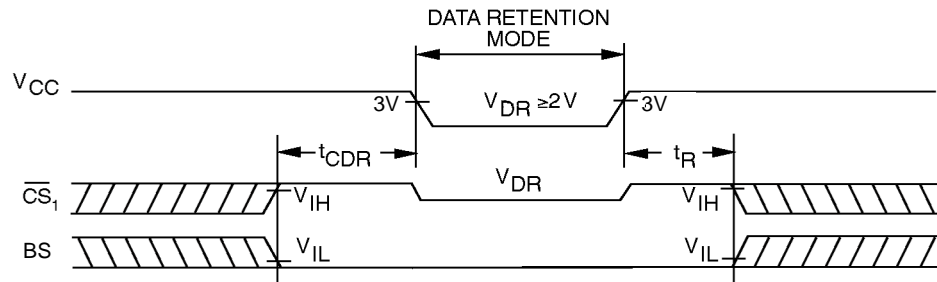 DATA RETENTION
MODE
VCC
3V
VDR ≥2V
3V
tCDR
tR
CS1
VIH
VDR
VIH
BS
VIL
VIL